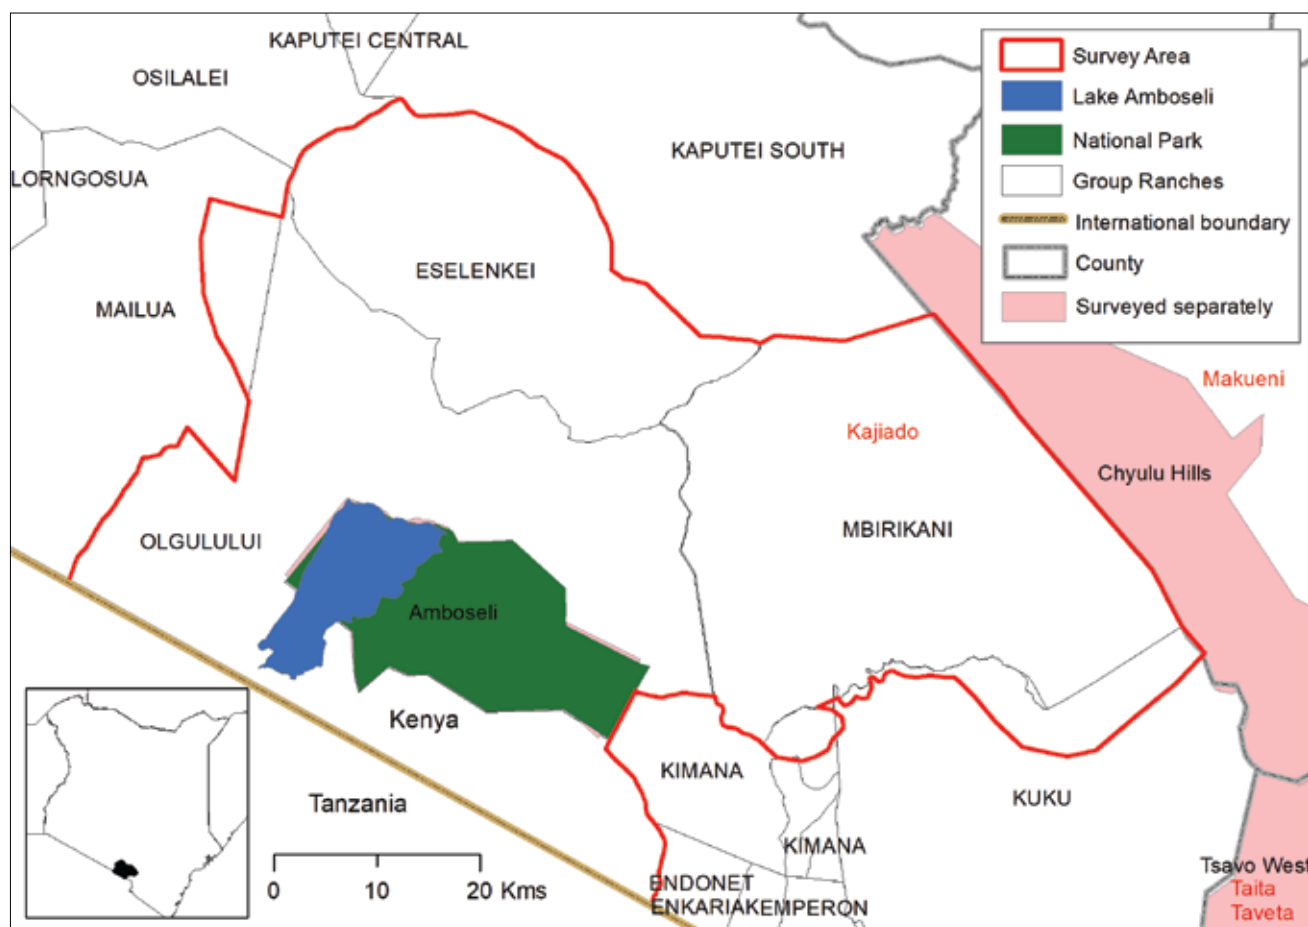 KAPUTEI CENTRAL
OSILALEI
LORNGOSUA
KAPUTEI SOUTH
MAILUA
ESELENKEI
Survey Area
Lake Amboseli
National Park
Group Ranches
International boundary
County
Surveyed separately
Makueni
Kajiado
Chyulu Hills
MBIRIKANI
OLGULULUI
Amboseli
Kenya
KIMANA
Tanzania
KUKU
KIMANA
0 10 20 Kms
ENDONET
ENKARIAK
EMPERON
Tsavo West
Taita
Taveta